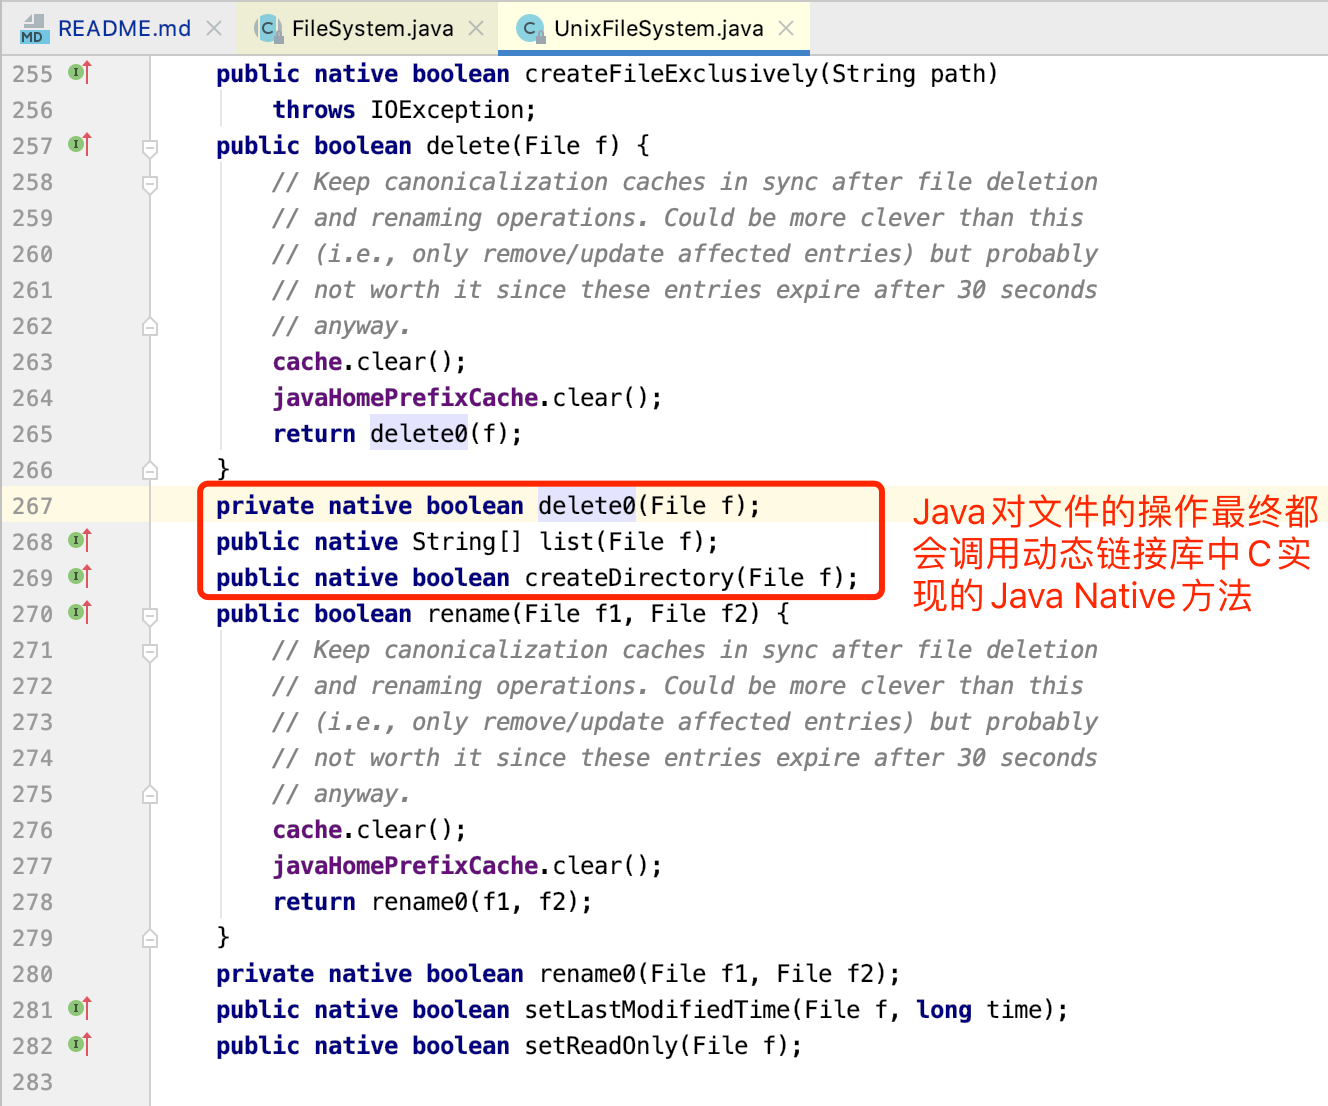 README.md FileSystem.java UnixFileSystem.java
255 public native boolean createFileExclusively(String path)
256 throws IOException;
257 public boolean delete(File f) {
258 // Keep canonicalization caches in sync after file deletion
259 // and renaming operations. Could be more clever than this
260 // (i.e., only remove/update affected entries) but probably
261 // not worth it since these entries expire after 30 seconds
262 // anyway.
263 cache.clear();
264 javaHomePrefixCache.clear();
265 return delete0(f);
266 }
267 private native boolean delete0(File f);
268 public native String[] list(File f);
269 public native boolean createDirectory(File f);
Java对文件的操作最终都
会调用动态链接库中C实
现的Java Native方法
270 public boolean rename(File f1, File f2) {
271 // Keep canonicalization caches in sync after file deletion
272 // and renaming operations. Could be more clever than this
273 // (i.e., only remove/update affected entries) but probably
274 // not worth it since these entries expire after 30 seconds
275 // anyway.
276 cache.clear();
277 javaHomePrefixCache.clear();
278 return rename0(f1, f2);
279 }
280 private native boolean rename0(File f1, File f2);
281 public native boolean setLastModifiedTime(File f, long time);
282 public native boolean setReadOnly(File f);
283